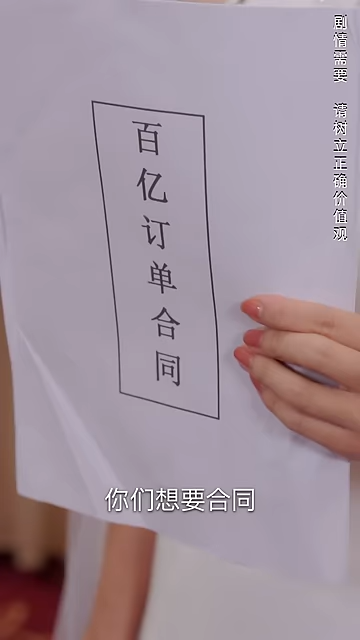 剧情需要 请树立正确价值观
百亿订单合同
你们想要合同